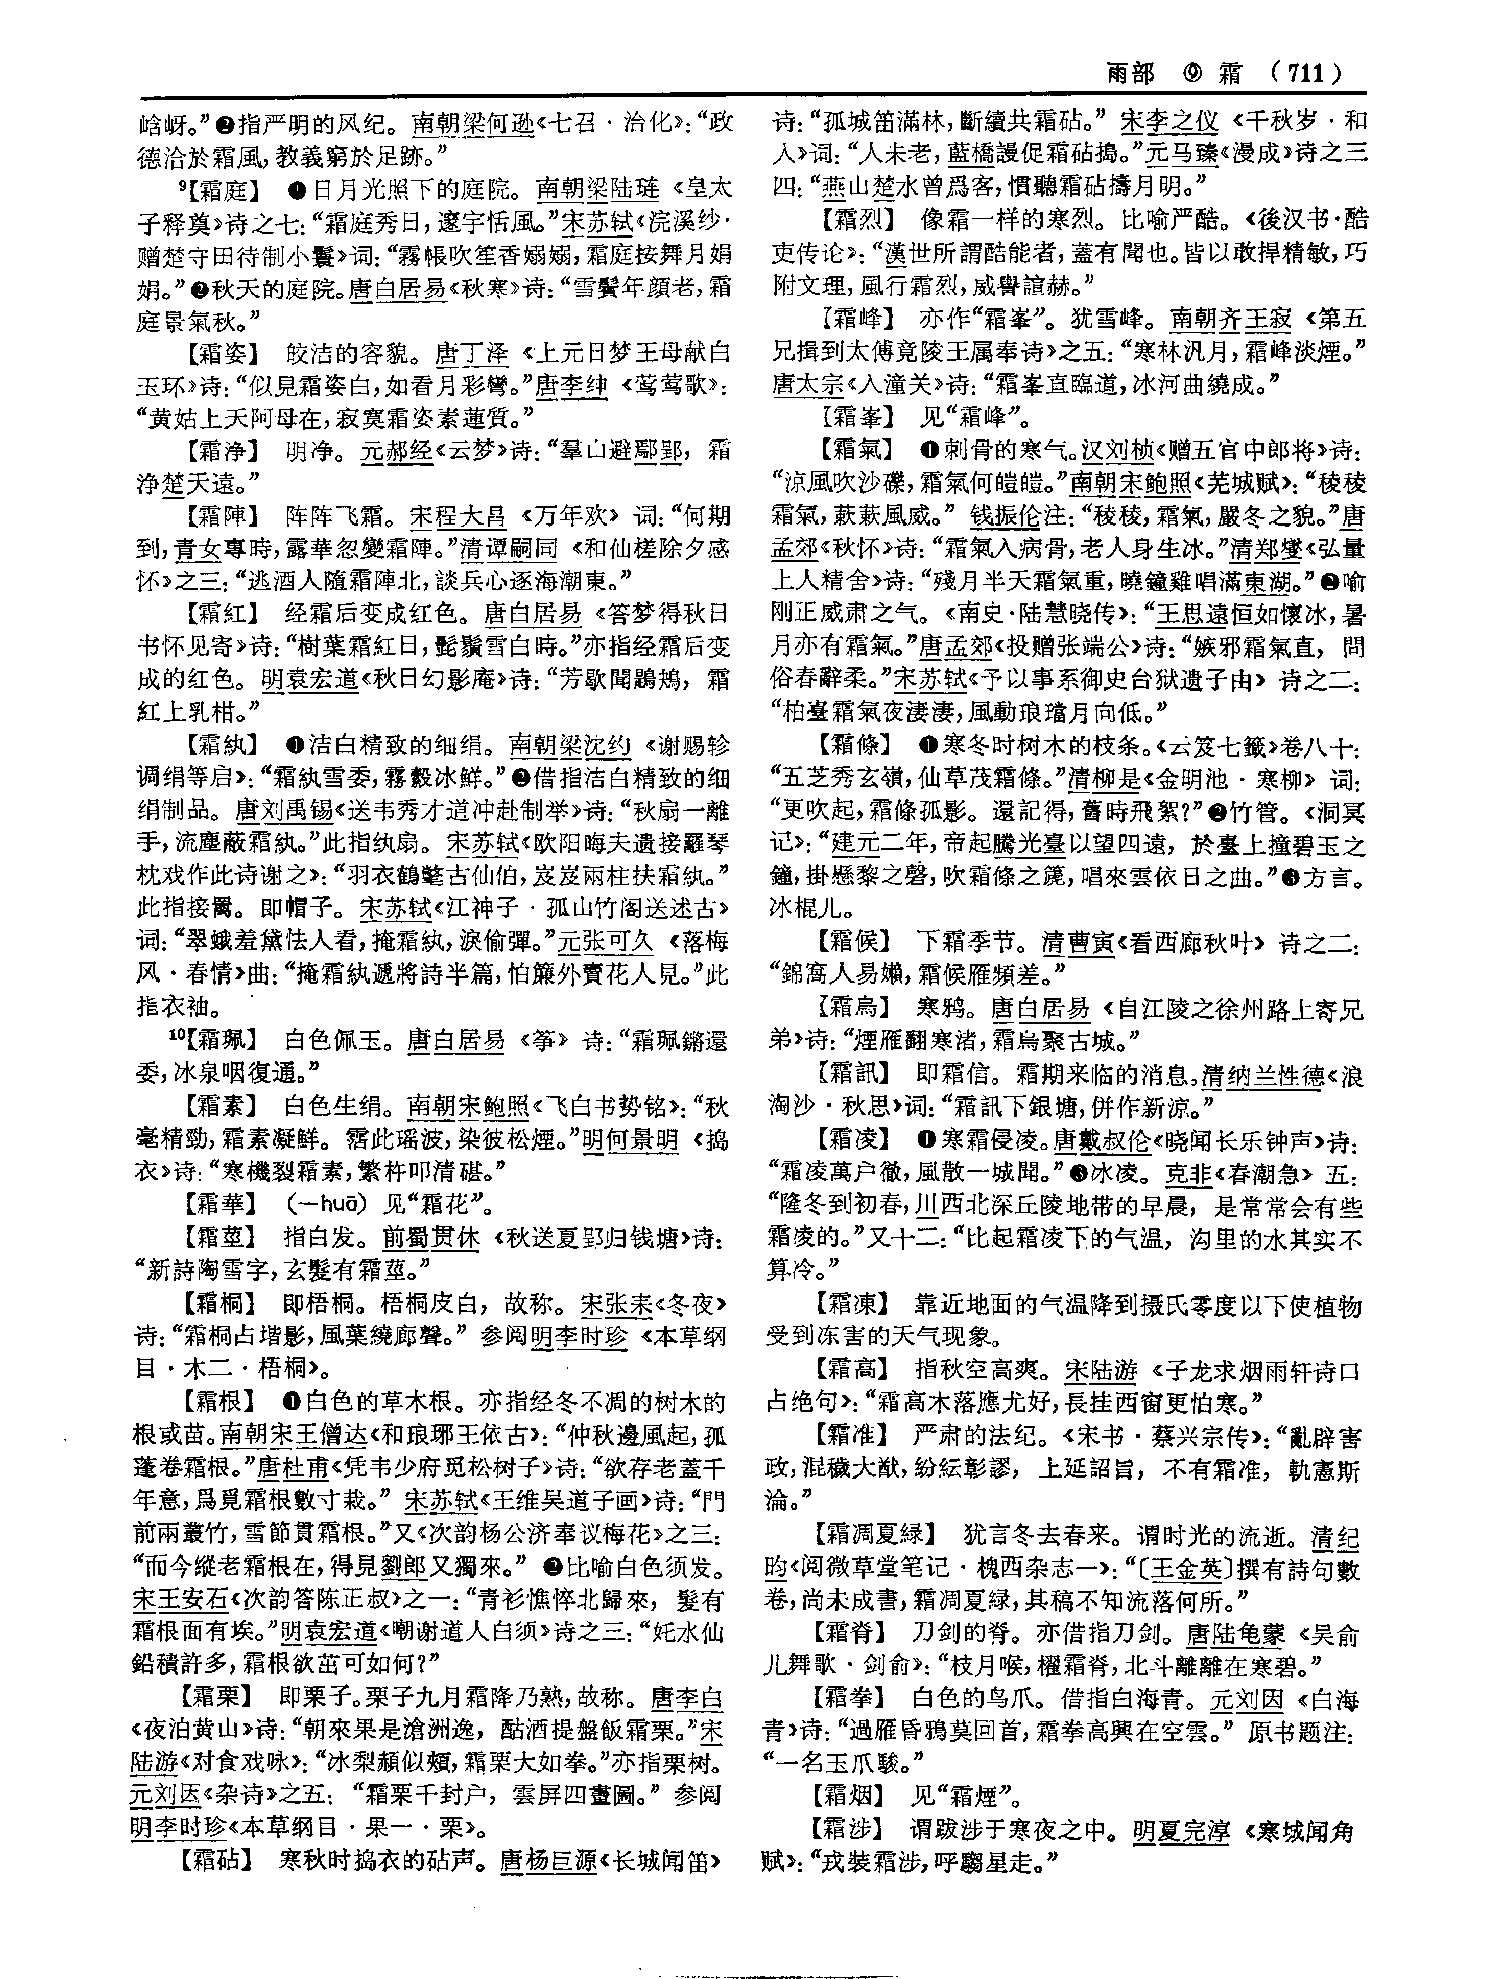 雨部 ⑨ 霜 （711）
峆岈。”❷指严明的风纪。南朝梁何逊《七召·治化》：“政
德洽於霜風，教義窮於足跡。”
⁹【霜庭】 ❶日月光照下的庭院。南朝梁陆琏《皇太
子释奠》诗之七：“霜庭秀日，邃宇恬風。”宋苏轼《浣溪纱·
赠楚守田待制小鬟》词：“霧帳吹笙香嫋嫋，霜庭按舞月娟
娟。”❷秋天的庭院。唐白居易《秋寒》诗：“雪鬢年顔老，霜
庭景氣秋。”
【霜姿】 皎洁的容貌。唐丁泽《上元日梦王母献白
玉环》诗：“似見霜姿白，如看月彩彎。”唐李绅《莺莺歌》：
“黄姑上天阿母在，寂寞霜姿素蓮質。”
【霜净】 明净。元郝经《云梦》诗：“羣山避鄢郢，霜
净楚天遠。”
【霜陣】 阵阵飞霜。宋程大昌《万年欢》词：“何期
到，青女專時，露華忽變霜陣。”清谭嗣同《和仙槎除夕感
怀》之三：“逃酒人隨霜陣北，談兵心逐海潮東。”
【霜紅】 经霜后变成红色。唐白居易《答梦得秋日
书怀见寄》诗：“樹葉霜紅日，髭鬚雪白時。”亦指经霜后变
成的红色。明袁宏道《秋日幻影庵》诗：“芳歇聞鶗鴂，霜
紅上乳柑。”
【霜紈】 ❶洁白精致的细绢。南朝梁沈约《谢赐轸
调绢等启》：“霜紈雪委，霧縠冰鮮。”❷借指洁白精致的细
绢制品。唐刘禹锡《送韦秀才道冲赴制举》诗：“秋扇一離
手，流塵蔽霜紈。”此指纨扇。宋苏轼《欧阳晦夫遗接䍦琴
枕戏作此诗谢之》：“羽衣鶴氅古仙伯，岌岌兩柱扶霜紈。”
此指接䍦。即帽子。宋苏轼《江神子·孤山竹阁送述古》
词：“翠蛾羞黛怯人看，掩霜紈，淚偷彈。”元张可久《落梅
风·春情》曲：“掩霜紈遞將詩半篇，怕簾外賣花人見。”此
指衣袖。
¹⁰【霜珮】 白色佩玉。唐白居易《筝》诗：“霜珮鏘還
委，冰泉咽復通。”
【霜素】 白色生绢。南朝宋鲍照《飞白书势铭》：“秋
毫精勁，霜素凝鮮。霑此瑶波，染彼松煙。”明何景明《捣
衣》诗：“寒機裂霜素，繁杵叩清碪。”
【霜華】 （—huā）见“霜花”。
【霜莖】 指白发。前蜀贯休《秋送夏郢归钱塘》诗：
“新詩陶雪字，玄髮有霜莖。”
【霜桐】 即梧桐。梧桐皮白，故称。宋张耒《冬夜》
诗：“霜桐占堦影，風葉繞廊聲。”参阅明李时珍《本草纲
目·木二·梧桐》。
【霜根】 ❶白色的草木根。亦指经冬不凋的树木的
根或苗。南朝宋王僧达《和琅邪王依古》：“仲秋邊風起，孤
蓬卷霜根。”唐杜甫《凭韦少府觅松树子》诗：“欲存老蓋千
年意，爲覓霜根數寸栽。”宋苏轼《王维吴道子画》诗：“門
前兩叢竹，雪節貫霜根。”又《次韵杨公济奉议梅花》之三：
“而今縱老霜根在，得見劉郎又獨來。”❷比喻白色须发。
宋王安石《次韵答陈正叔》之一：“青衫憔悴北歸來，髮有
霜根面有埃。”明袁宏道《嘲谢道人白须》诗之三：“妊水仙
鉛積許多，霜根欲茁可如何？”
【霜栗】 即栗子。栗子九月霜降乃熟，故称。唐李白
《夜泊黄山》诗：“朝來果是滄洲逸，酤酒提盤飯霜栗。”宋
陆游《对食戏咏》：“冰梨頳似頰，霜栗大如拳。”亦指栗树。
元刘因《杂诗》之五：“霜栗千封户，雲屏四畫圖。”参阅
明李时珍《本草纲目·果一·栗》。
【霜砧】 寒秋时捣衣的砧声。唐杨巨源《长城闻笛》
诗：“孤城笛滿林，斷續共霜砧。”宋李之仪《千秋岁·和
人》词：“人未老，藍橋謾促霜砧搗。”元马臻《漫成》诗之三
四：“燕山楚水曾爲客，慣聽霜砧擣月明。”
【霜烈】 像霜一样的寒烈。比喻严酷。《後汉书·酷
吏传论》：“漢世所謂酷能者，蓋有聞也。皆以敢捍精敏，巧
附文理，風行霜烈，威譽諠赫。”
【霜峰】 亦作“霜峯”。犹雪峰。南朝齐王寂《第五
兄揖到太傅竟陵王属奉诗》之五：“寒林汎月，霜峰淡煙。”
唐太宗《入潼关》诗：“霜峯直臨道，冰河曲繞成。”
【霜峯】 见“霜峰”。
【霜氣】 ❶刺骨的寒气。汉刘桢《赠五官中郎将》诗：
“凉風吹沙礫，霜氣何皚皚。”南朝宋鲍照《芜城赋》：“稜稜
霜氣，蔌蔌風威。”钱振伦注：“稜稜，霜氣，嚴冬之貌。”唐
孟郊《秋怀》诗：“霜氣入病骨，老人身生冰。”清郑燮《弘量
上人精舍》诗：“殘月半天霜氣重，曉鐘雞唱滿東湖。”❷喻
刚正威肃之气。《南史·陆慧晓传》：“王思遠恒如懷冰，暑
月亦有霜氣。”唐孟郊《投赠张端公》诗：“嫉邪霜氣直，問
俗春辭柔。”宋苏轼《予以事系御史台狱遗子由》诗之二：
“柏臺霜氣夜淒淒，風動琅璫月向低。”
【霜條】 ❶寒冬时树木的枝条。《云笈七籤》卷八十：
“五芝秀玄嶺，仙草茂霜條。”清柳是《金明池·寒柳》词：
“更吹起，霜條孤影。還記得，舊時飛絮？”❷竹管。《洞冥
记》：“建元二年，帝起騰光臺以望四遠，於臺上撞碧玉之
鐘，掛懸黎之磬，吹霜條之篪，唱來雲依日之曲。”❸方言。
冰棍儿。
【霜候】 下霜季节。清曹寅《看西廊秋叶》诗之二：
“錦窩人易嬾，霜候雁頻差。”
【霜烏】 寒鸦。唐白居易《自江陵之徐州路上寄兄
弟》诗：“煙雁翻寒渚，霜烏聚古城。”
【霜訊】 即霜信。霜期来临的消息。清纳兰性德《浪
淘沙·秋思》词：“霜訊下銀塘，併作新涼。”
【霜凌】 ❶寒霜侵凌。唐戴叔伦《晓闻长乐钟声》诗：
“霜凌萬户徹，風散一城聞。”❸冰凌。克非《春潮急》五：
“隆冬到初春，川西北深丘陵地带的早晨，是常常会有些
霜凌的。”又十二：“比起霜凌下的气温，沟里的水其实不
算冷。”
【霜凍】 靠近地面的气温降到摄氏零度以下使植物
受到冻害的天气现象。
【霜高】 指秋空高爽。宋陆游《子龙求烟雨轩诗口
占绝句》：“霜高木落應尤好，長挂西窗更怕寒。”
【霜准】 严肃的法纪。《宋书·蔡兴宗传》：“亂辟害
政，混穢大猷，紛紜彰謬，上延詔旨，不有霜准，軌憲斯
淪。”
【霜凋夏緑】 犹言冬去春来。谓时光的流逝。清纪
昀《阅微草堂笔记·槐西杂志一》：“〔王金英〕撰有詩句數
卷，尚未成書，霜凋夏緑，其稿不知流落何所。”
【霜脊】 刀剑的脊。亦借指刀剑。唐陆龟蒙《吴俞
儿舞歌·剑俞》：“枝月喉，櫂霜脊，北斗離離在寒碧。”
【霜拳】 白色的鸟爪。借指白海青。元刘因《白海
青》诗：“過雁昏鴉莫回首，霜拳高興在空雲。”原书题注：
“一名玉爪駿。”
【霜烟】 见“霜煙”。
【霜涉】 谓跋涉于寒夜之中。明夏完淳《寒城闻角
赋》：“戎裝霜涉，呼騶星走。”